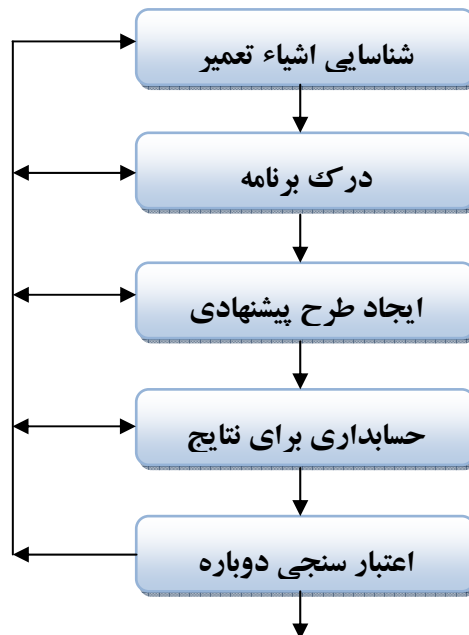 شناسایی اشیاء تعمیر
درک برنامه
ایجاد طرح پیشنهادی
حسابداری برای نتایج
اعتبار سنجی دوباره